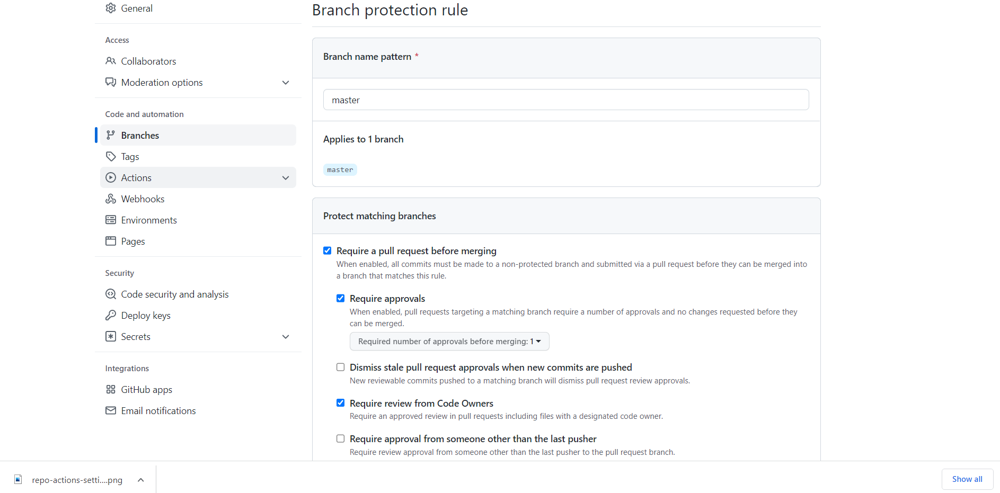 General
Access
Collaborators
Moderation options
Code and automation
Branches
Tags
Actions
Webhooks
Environments
Pages
Security
Code security and analysis
Deploy keys
Secrets
Integrations
GitHub apps
Email notifications
Branch protection rule
Branch name pattern *
master
Applies to 1 branch
master
Protect matching branches
Require a pull request before merging
When enabled, all commits must be made to a non-protected branch and submitted via a pull request before they can be merged into
a branch that matches this rule.
Require approvals
When enabled, pull requests targeting a matching branch require a number of approvals and no changes requested before they
can be merged.
Required number of approvals before merging: 1
Dismiss stale pull request approvals when new commits are pushed
New reviewable commits pushed to a matching branch will dismiss pull request review approvals.
Require review from Code Owners
Require an approved review in pull requests including files with a designated code owner.
Require approval from someone other than the last pusher
Require review approval from someone other than the last pusher to the pull request branch.
repo-actions-setti....png
Show all